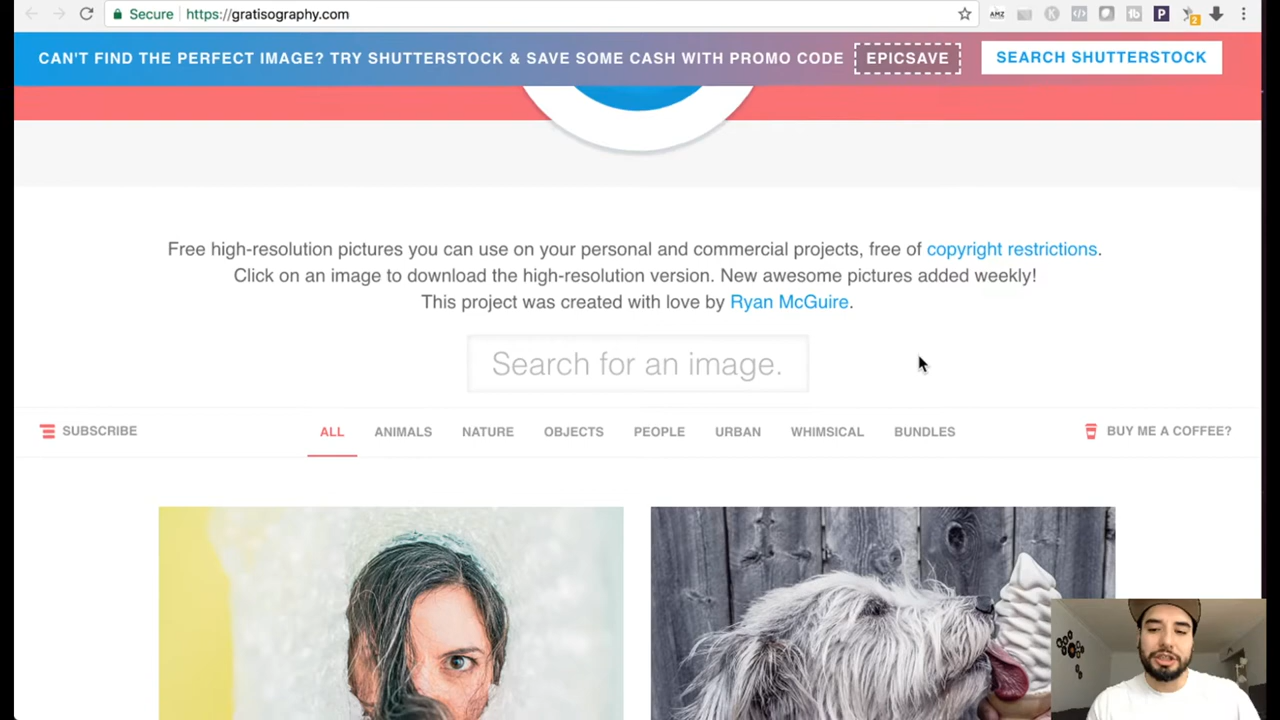 Secure https://gratisography.com
CAN'T FIND THE PERFECT IMAGE? TRY SHUTTERSTOCK & SAVE SOME CASH WITH PROMO CODE EPICSAVE SEARCH SHUTTERSTOCK
Free high-resolution pictures you can use on your personal and commercial projects, free of copyright restrictions.
Click on an image to download the high-resolution version. New awesome pictures added weekly!
This project was created with love by Ryan McGuire.
Search for an image.
SUBSCRIBE ALL ANIMALS NATURE OBJECTS PEOPLE URBAN WHIMSICAL BUNDLES BUY ME A COFFEE?